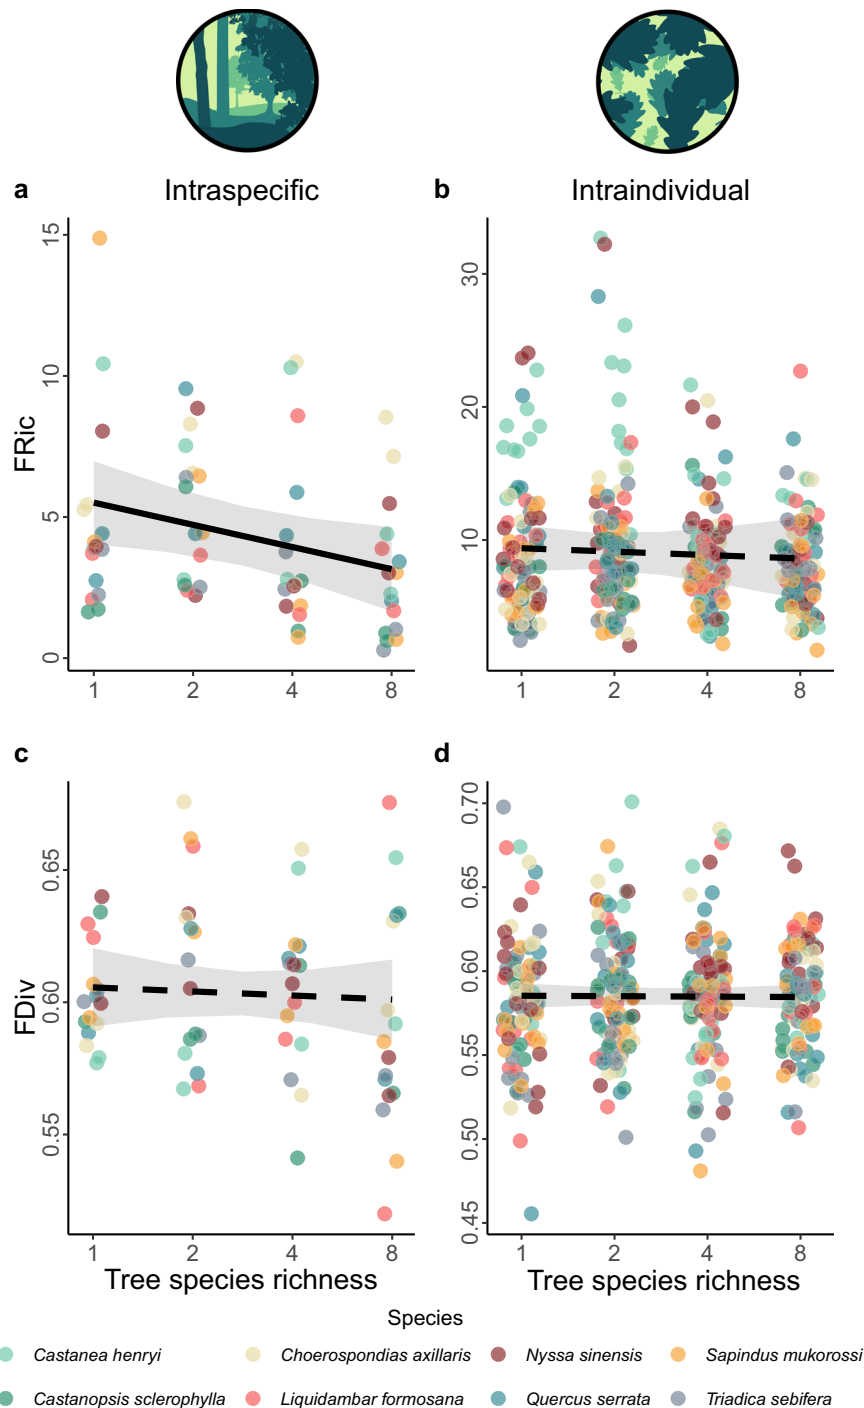 a Intraspecific
b Intraindividual
FRic
15
10
5
0
1 2 4 8
30
20
10
1 2 4 8
c
d
FDiv
0.65
0.60
0.55
1 2 4 8
Tree species richness
0.70
0.65
0.60
0.55
0.50
0.45
1 2 4 8
Tree species richness
Species
Castanea henryi Choerospondias axillaris Nyssa sinensis Sapindus mukorossi
Castanopsis sclerophylla Liquidambar formosana Quercus serrata Triadica sebifera